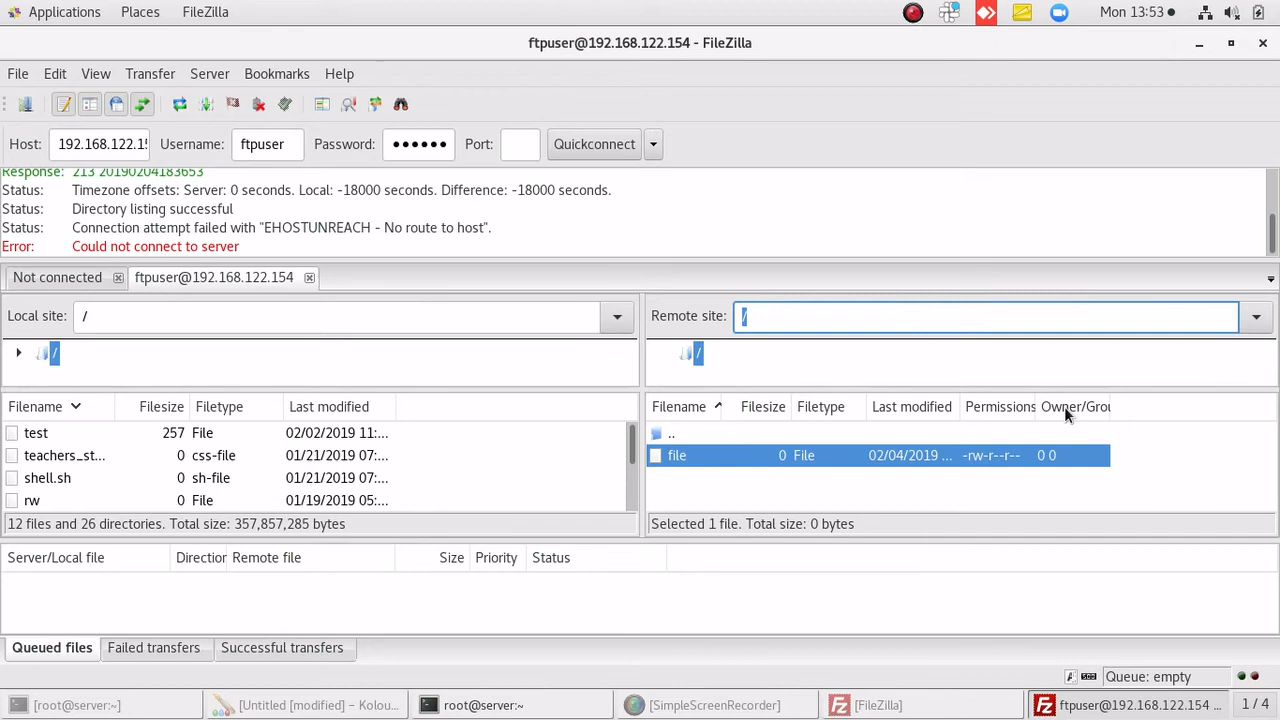 Applications Places FileZilla Mon 13:53
ftpuser@192.168.122.154 - FileZilla
File Edit View Transfer Server Bookmarks Help
Host: 192.168.122.1 Username: ftpuser Password: ●●●●●● Port: Quickconnect
Response: 213 20190204183653
Status: Timezone offsets: Server: 0 seconds. Local: -18000 seconds. Difference: -18000 seconds.
Status: Directory listing successful
Status: Connection attempt failed with "EHOSTUNREACH - No route to host".
Error: Could not connect to server
Not connected ftpuser@192.168.122.154
Local site: / Remote site: /
/ /
Filename Filesize Filetype Last modified Filename Filesize Filetype Last modified Permissions Owner/Grou
test 257 File 02/02/2019 11:... ..
teachers_st... 0 css-file 01/21/2019 07:... file 0 File 02/04/2019 ... -rw-r--r-- 0 0
shell.sh 0 sh-file 01/21/2019 07:...
rw 0 File 01/19/2019 05:...
12 files and 26 directories. Total size: 357,857,285 bytes Selected 1 file. Total size: 0 bytes
Server/Local file Direction Remote file Size Priority Status
Queued files Failed transfers Successful transfers
Queue: empty
[root@server:~] [Untitled [modified] - Kolou... root@server:~ [SimpleScreenRecorder] [FileZilla] ftpuser@192.168.122.154 ... 1 / 4